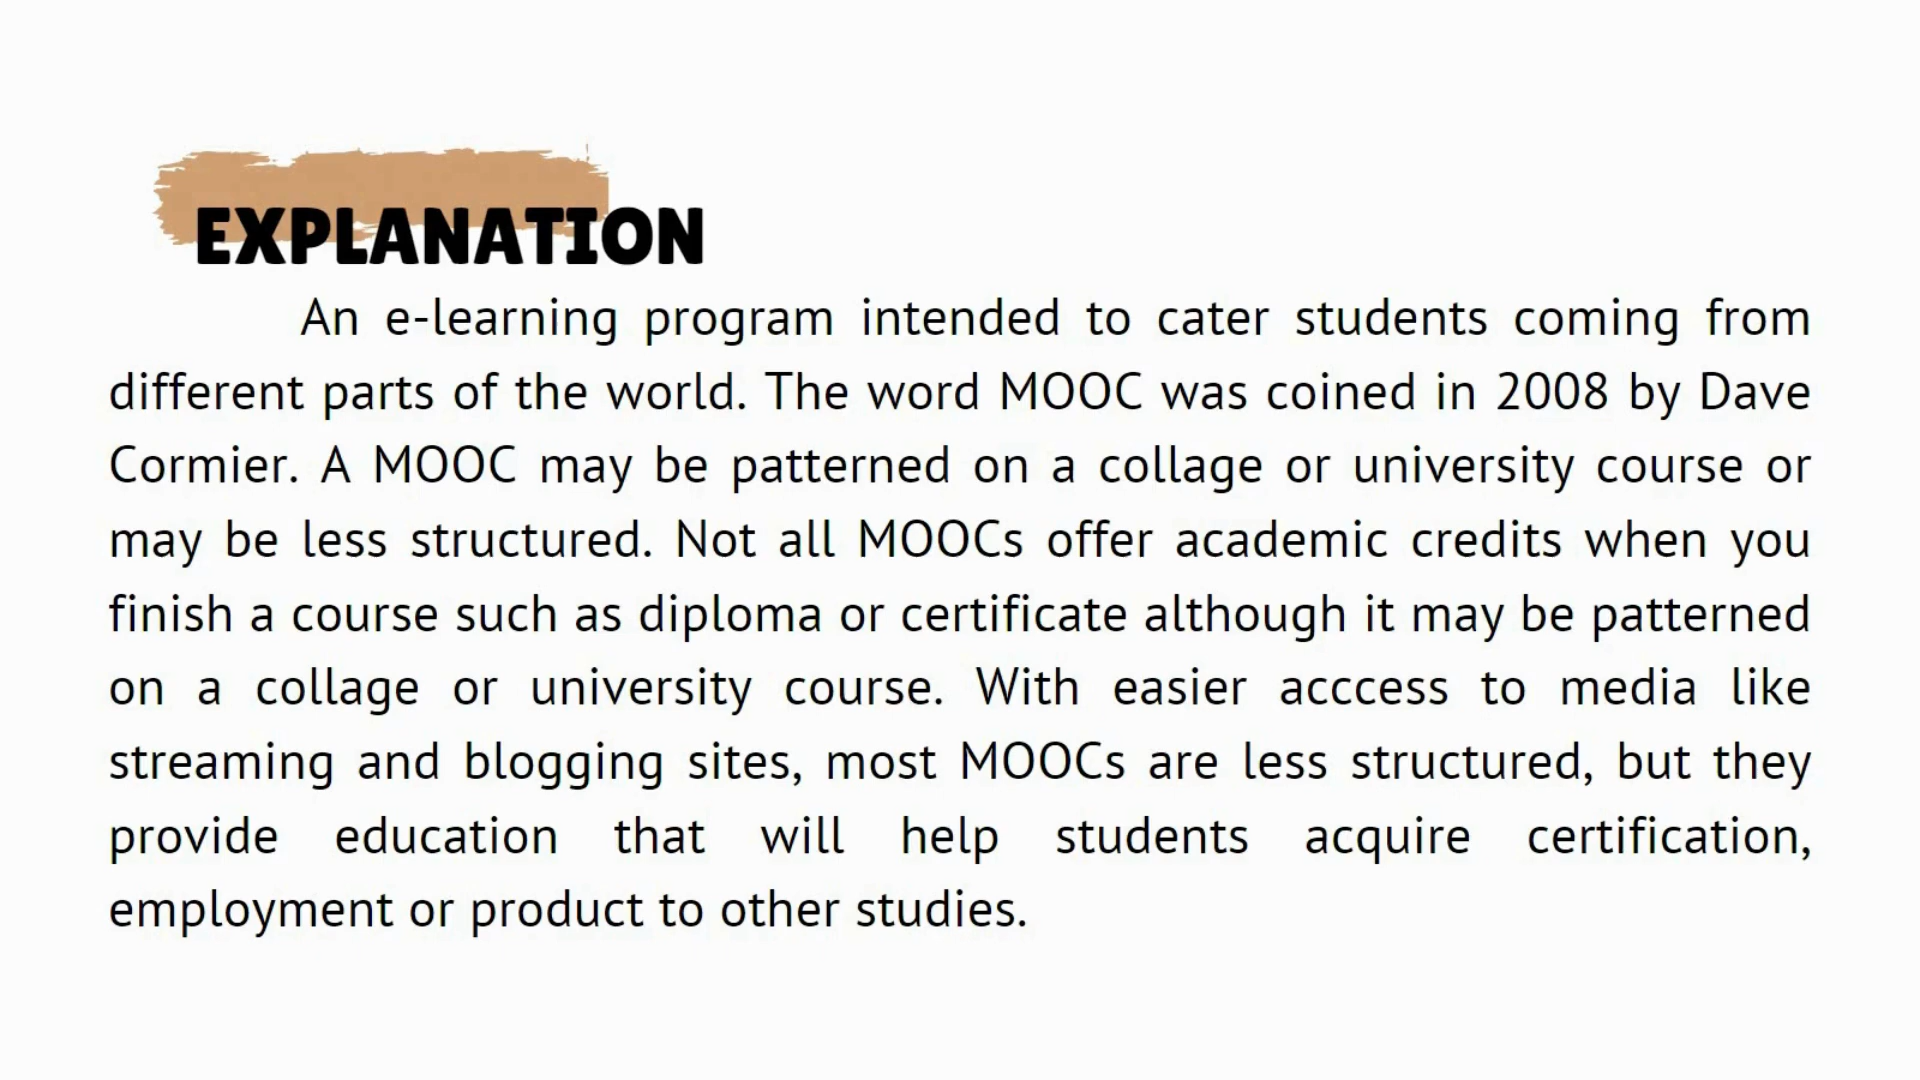 EXPLANATION
An e-learning program intended to cater students coming from
different parts of the world. The word MOOC was coined in 2008 by Dave
Cormier. A MOOC may be patterned on a collage or university course or
may be less structured. Not all MOOCs offer academic credits when you
finish a course such as diploma or certificate although it may be patterned
on a collage or university course. With easier acccess to media like
streaming and blogging sites, most MOOCs are less structured, but they
provide education that will help students acquire certification,
employment or product to other studies.